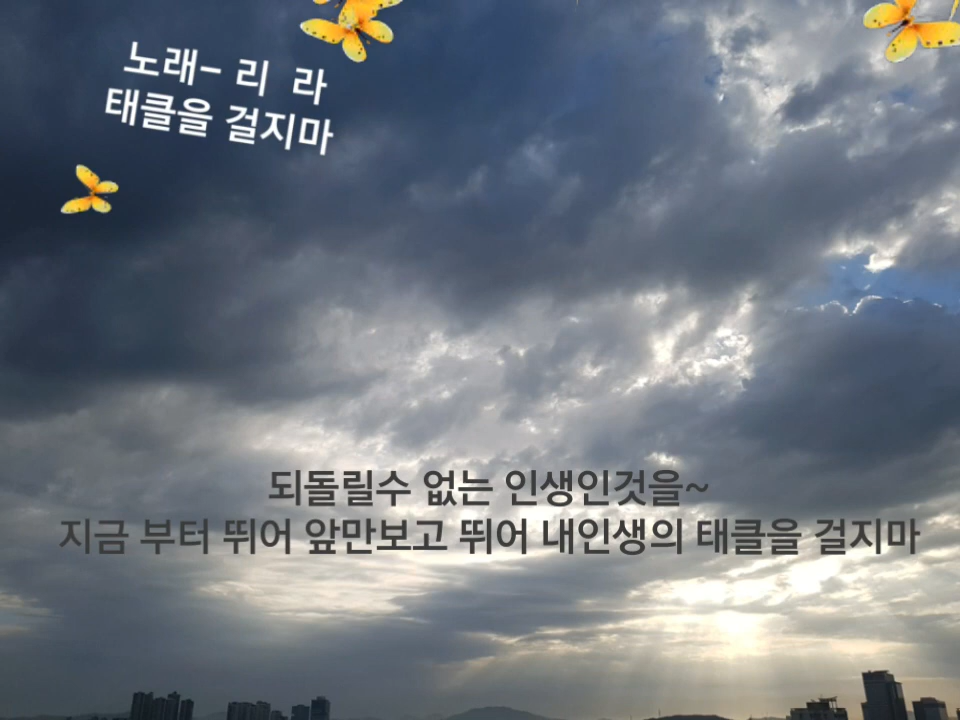 노래- 리 라
태클을 걸지마
되돌릴수 없는 인생인것을~
지금 부터 뛰어 앞만보고 뛰어 내인생의 태클을 걸지마